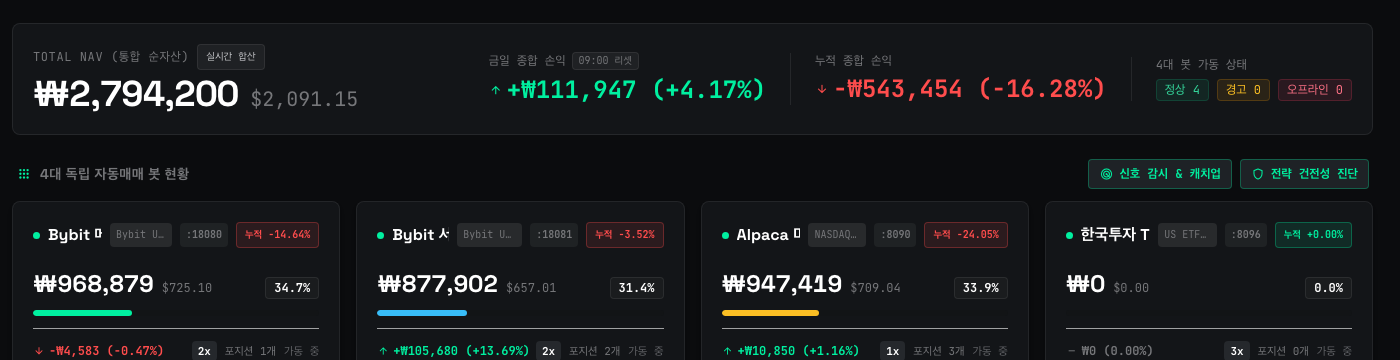 TOTAL NAV (통합 순자산) 실시간 합산
₩2,794,200 $2,091.15
금일 종합 손익 09:00 리셋
↑ +₩111,947 (+4.17%)
누적 종합 손익
↓ -₩543,454 (-16.28%)
4대 봇 가동 상태
정상 4 경고 0 오프라인 0
4대 독립 자동매매 봇 현황
신호 감시 & 캐치업
전략 건전성 진단
Bybit Bybit U… :18080 누적 -14.64%
₩968,879 $725.10 34.7%
↓ -₩4,583 (-0.47%) 2x 포지션 1개 가동 중
Bybit Bybit U… :18081 누적 -3.52%
₩877,902 $657.01 31.4%
↑ +₩105,680 (+13.69%) 2x 포지션 2개 가동 중
Alpaca NASDAQ… :8090 누적 -24.05%
₩947,419 $709.04 33.9%
↑ +₩10,850 (+1.16%) 1x 포지션 3개 가동 중
한국투자 T US ETF… :8096 누적 +0.00%
₩0 $0.00 0.0%
— ₩0 (0.00%) 3x 포지션 0개 가동 중